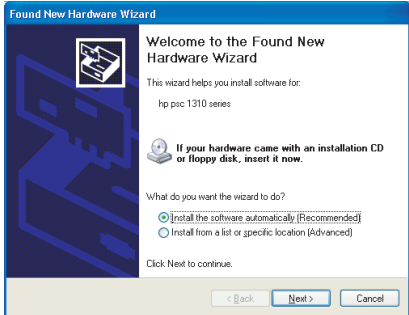 Found New Hardware Wizard
Welcome to the Found New
Hardware Wizard
This wizard helps you install software for:
hp psc 1310 series
If your hardware came with an installation CD
or floppy disk, insert it now.
What do you want the wizard to do?
Install the software automatically (Recommended)
Install from a list or specific location (Advanced)
Click Next to continue.
< Back Next > Cancel